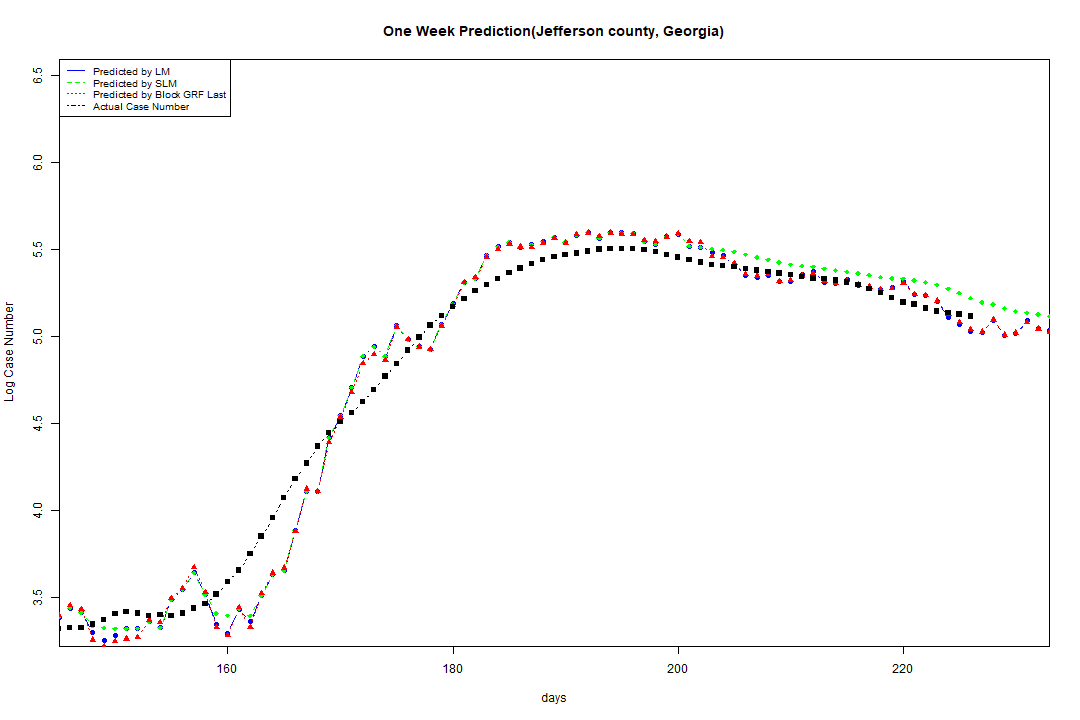 One Week Prediction(Jefferson county, Georgia)
Predicted by LM
Predicted by SLM
Predicted by Block GRF Last
Actual Case Number
6.5
6.0
5.5
5.0
4.5
4.0
3.5
Log Case Number
160 180 200 220
days